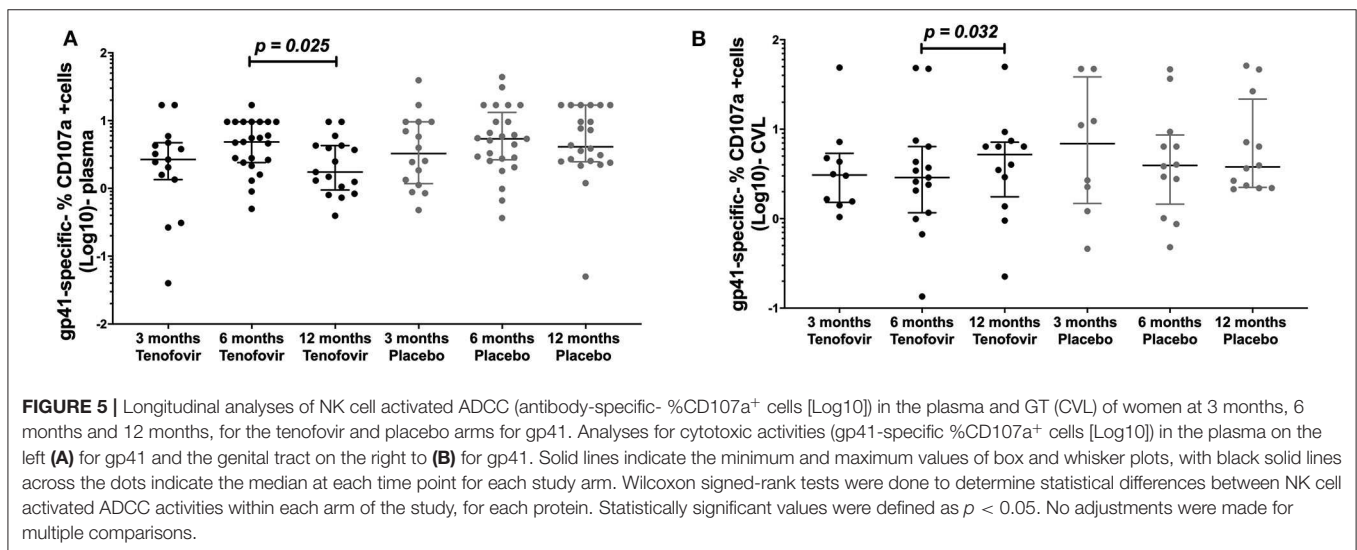 A
p = 0.025
gp41-specific- % CD107a +cells
(Log10)- plasma
2
1
0
-1
-2
3 months
Tenofovir
6 months
Tenofovir
12 months
Tenofovir
3 months
Placebo
6 months
Placebo
12 months
Placebo
B
p = 0.032
gp41-specific- % CD107a +cells
(Log10)- CVL
2
1
0
-1
3 months
Tenofovir
6 months
Tenofovir
12 months
Tenofovir
3 months
Placebo
6 months
Placebo
12 months
Placebo
FIGURE 5 | Longitudinal analyses of NK cell activated ADCC (antibody-specific- %CD107a+ cells [Log10]) in the plasma and GT (CVL) of women at 3 months, 6
months and 12 months, for the tenofovir and placebo arms for gp41. Analyses for cytotoxic activities (gp41-specific %CD107a+ cells [Log10]) in the plasma on the
left (A) for gp41 and the genital tract on the right to (B) for gp41. Solid lines indicate the minimum and maximum values of box and whisker plots, with black solid lines
across the dots indicate the median at each time point for each study arm. Wilcoxon signed-rank tests were done to determine statistical differences between NK cell
activated ADCC activities within each arm of the study, for each protein. Statistically significant values were defined as p < 0.05. No adjustments were made for
multiple comparisons.